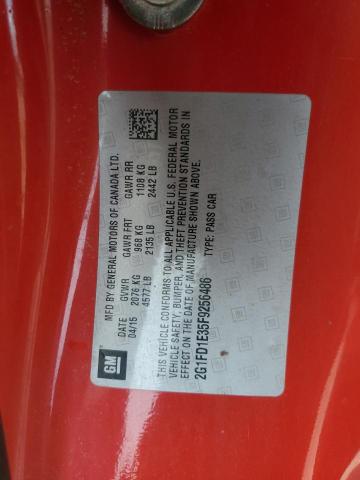 MFD BY GENERAL MOTORS OF CANADA LTD.
DATE GVWR GAWR FRT GAWR RR
04/15 2076 KG 968 KG 1108 KG
4577 LB 2135 LB 2442 LB
THIS VEHICLE CONFORMS TO ALL APPLICABLE U.S. FEDERAL MOTOR
VEHICLE SAFETY, BUMPER, AND THEFT PREVENTION STANDARDS IN
EFFECT ON THE DATE OF MANUFACTURE SHOWN ABOVE.
2G1FD1E35F9256486 TYPE: PASS CAR
GM